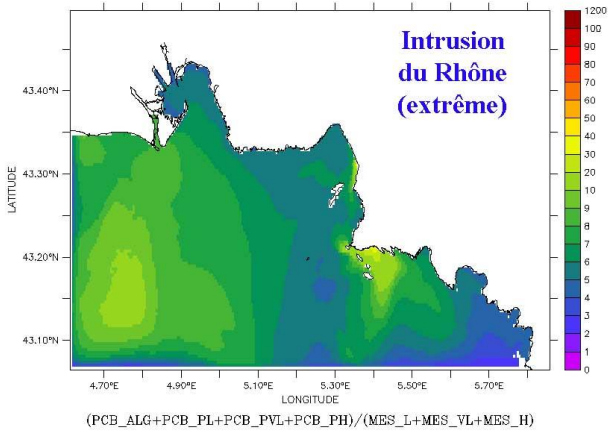 Intrusion
du Rhône
(extrême)
1200
100
90
80
70
60
50
40
30
20
10
9
8
7
6
5
4
3
2
1
0
43.40°N
43.30°N
43.20°N
43.10°N
LATITUDE
4.70°E 4.90°E 5.10°E 5.30°E 5.50°E 5.70°E
LONGITUDE
(PCB_ALG+PCB_PL+PCB_PVL+PCB_PH)/(MES_L+MES_VL+MES_H)